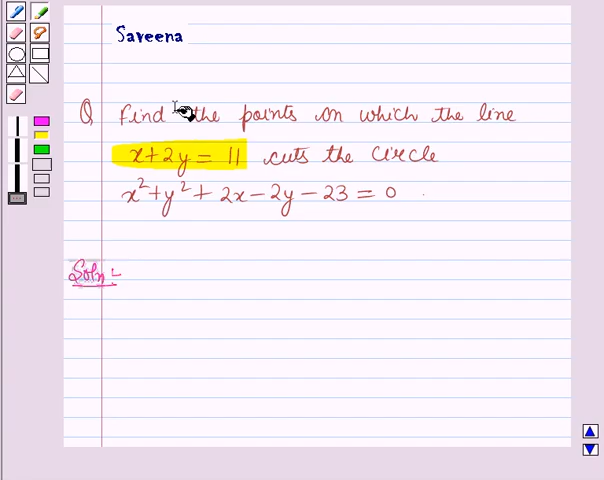 Saveena
Q Find the points on which the line
x+2y = 11 cuts the circle
x²+y²+2x-2y-23=0
Soln:-